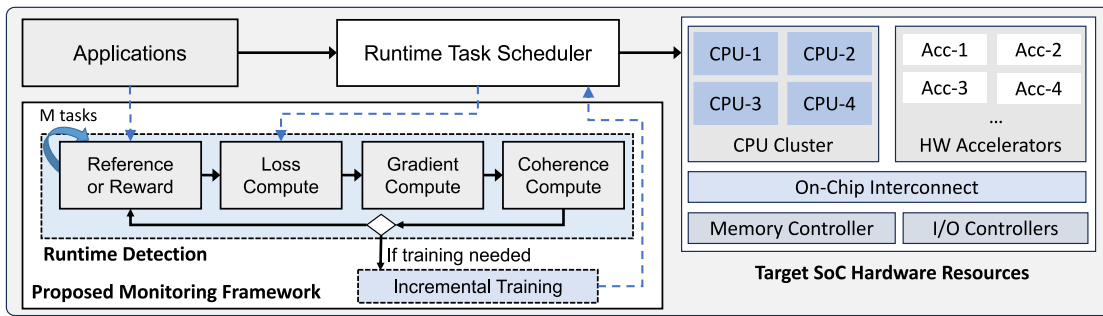 Applications
Runtime Task Scheduler
CPU-1
CPU-2
CPU-3
CPU-4
CPU Cluster
Acc-1
Acc-2
Acc-3
Acc-4
...
HW Accelerators
On-Chip Interconnect
Memory Controller
I/O Controllers
Target SoC Hardware Resources
M tasks
Reference
or Reward
Loss
Compute
Gradient
Compute
Coherence
Compute
Runtime Detection
If training needed
Incremental Training
Proposed Monitoring Framework